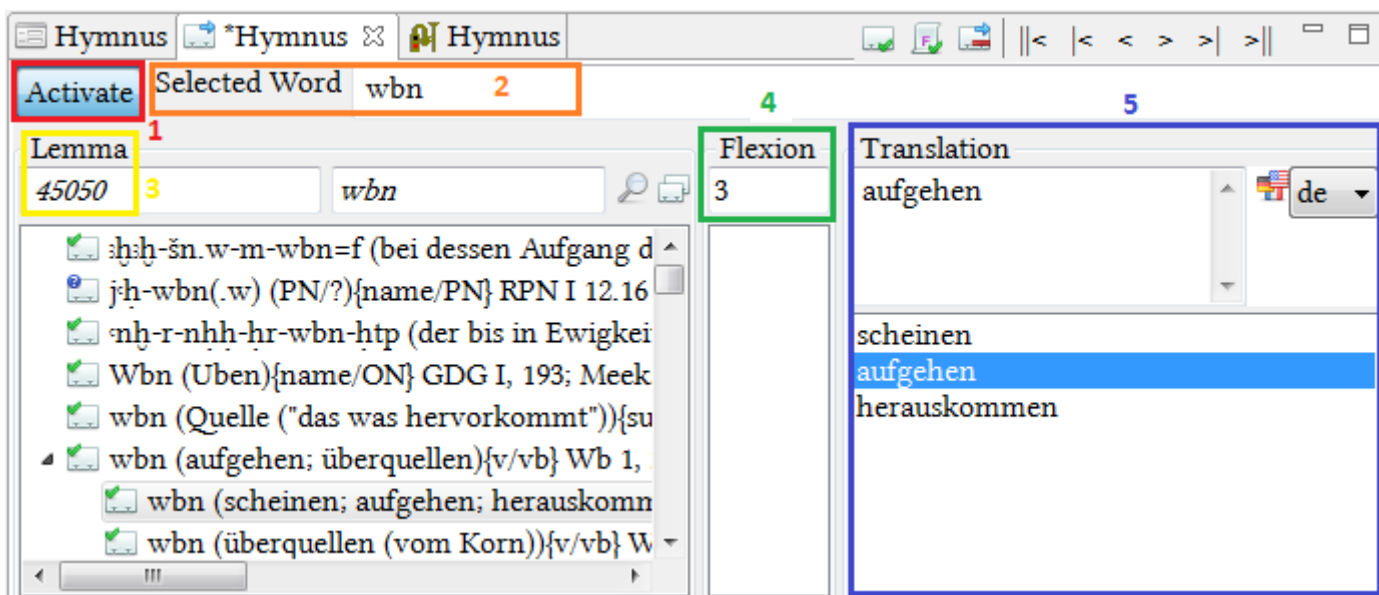 Hymnus *Hymnus Hymnus ||< |< < > >| >||
Activate Selected Word wbn 2
1 4 5
Lemma Flexion Translation
45050 3 wbn 3 aufgehen de
ꜣḫꜣḫ-šn.w-m-wbn=f (bei dessen Aufgang d
jꜥḥ-wbn(.w) (PN/?){name/PN} RPN I 12.16
ꜥnḫ-r-nḥḥ-ḥr-wbn-ḥtp (der bis in Ewigkei
Wbn (Uben){name/ON} GDG I, 193; Meek
wbn (Quelle ("das was hervorkommt")){su
wbn (aufgehen; überquellen){v/vb} Wb 1,
wbn (scheinen; aufgehen; herauskomm
wbn (überquellen (vom Korn)){v/vb} W
scheinen
aufgehen
herauskommen